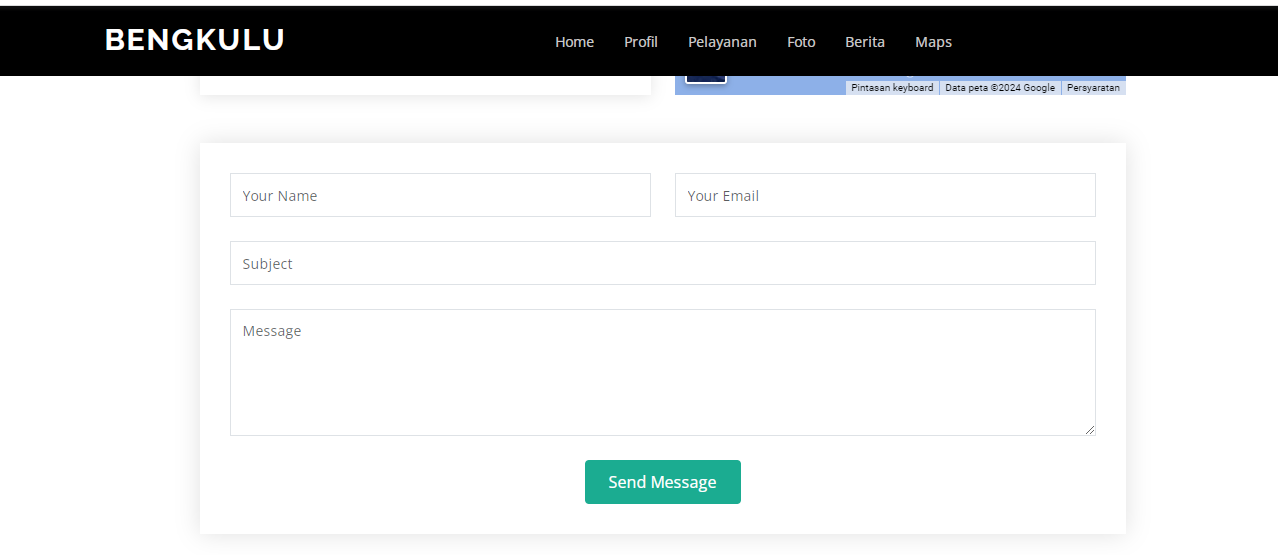 BENGKULU
Home Profil Pelayanan Foto Berita Maps
Pintasan keyboard Data peta ©2024 Google Persyaratan
Your Name Your Email
Subject
Message
Send Message